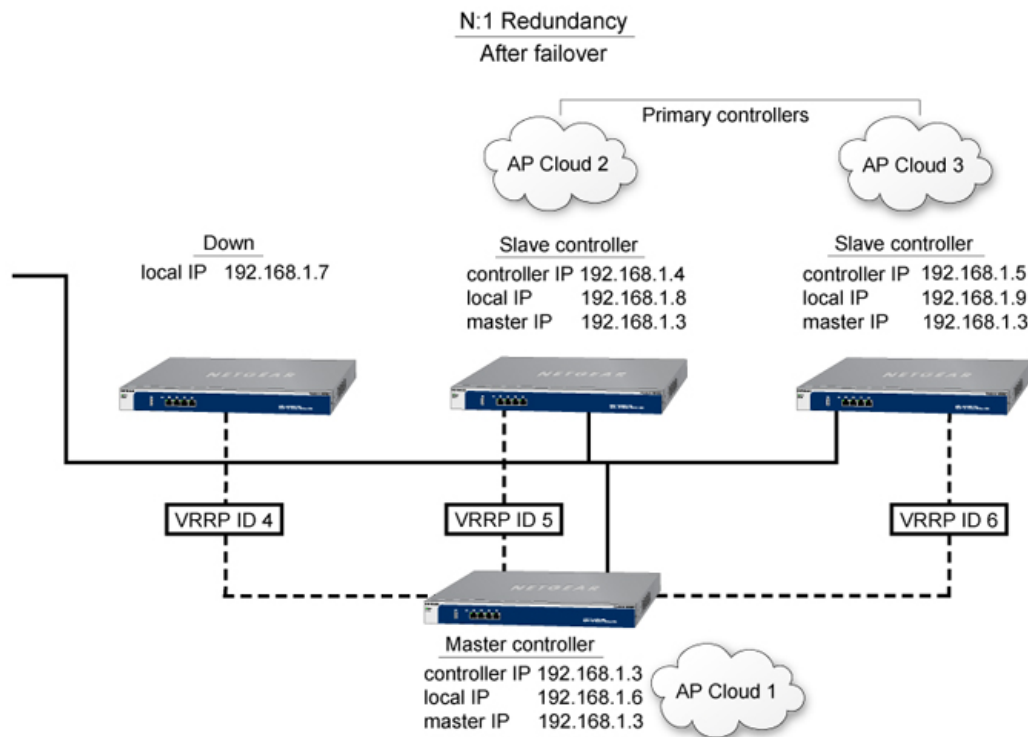 N:1 Redundancy
After failover
Primary controllers
AP Cloud 2
AP Cloud 3
Down
local IP 192.168.1.7
Slave controller
controller IP 192.168.1.4
local IP 192.168.1.8
master IP 192.168.1.3
Slave controller
controller IP 192.168.1.5
local IP 192.168.1.9
master IP 192.168.1.3
NETGEAR
NETGEAR
NETGEAR
VRRP ID 4
VRRP ID 5
VRRP ID 6
NETGEAR
Master controller
controller IP 192.168.1.3
local IP 192.168.1.6
master IP 192.168.1.3
AP Cloud 1